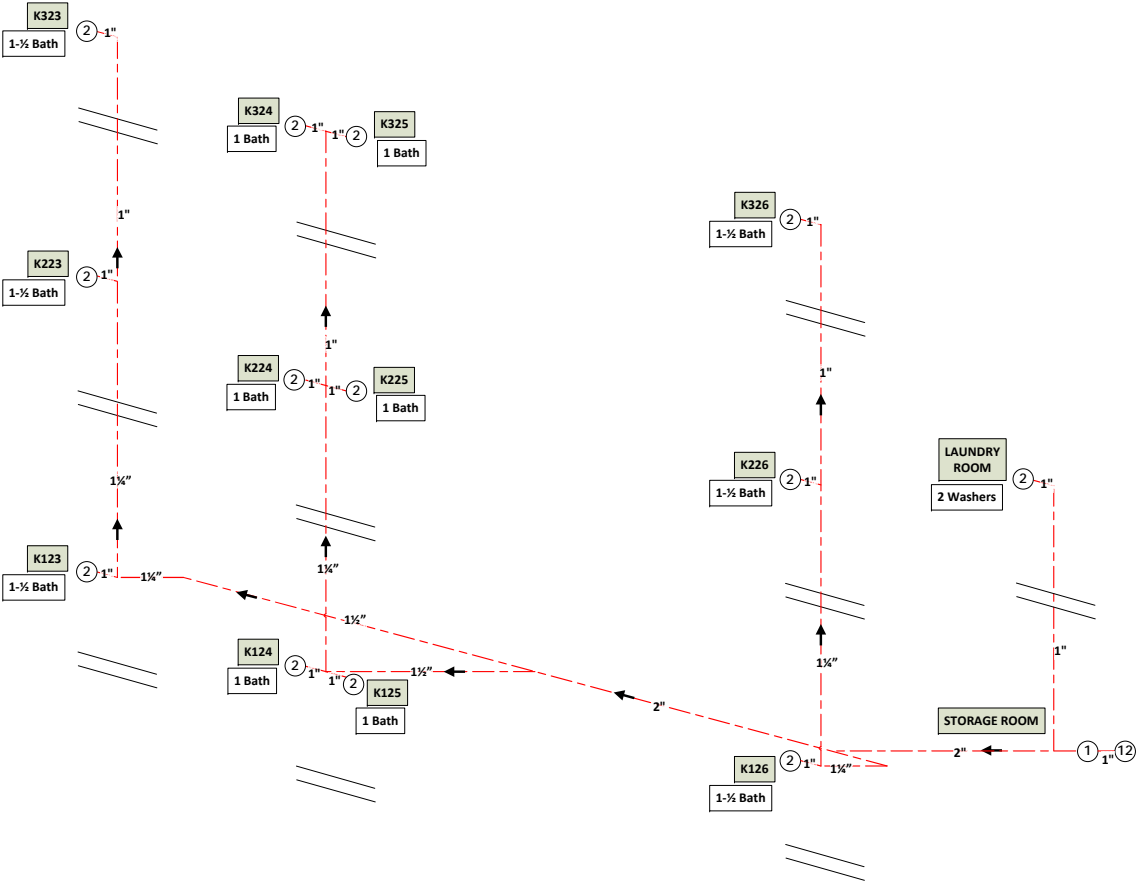 K323
2
1"
1-½ Bath
K324
2
1"
1"
2
K325
1 Bath
1 Bath
1"
K326
2
1"
1-½ Bath
K223
2
1"
1-½ Bath
1"
K224
2
1"
1"
2
K225
1 Bath
1 Bath
1"
K226
2
1"
1-½ Bath
LAUNDRY
ROOM
2
1"
2 Washers
1¼”
K123
2
1"
1¼”
1-½ Bath
1¼”
1½”
K124
2
1"
1"
2
1½”
1 Bath
K125
1 Bath
1¼”
1"
2"
STORAGE ROOM
2"
1
1"
12
K126
2
1"
1¼”
1-½ Bath